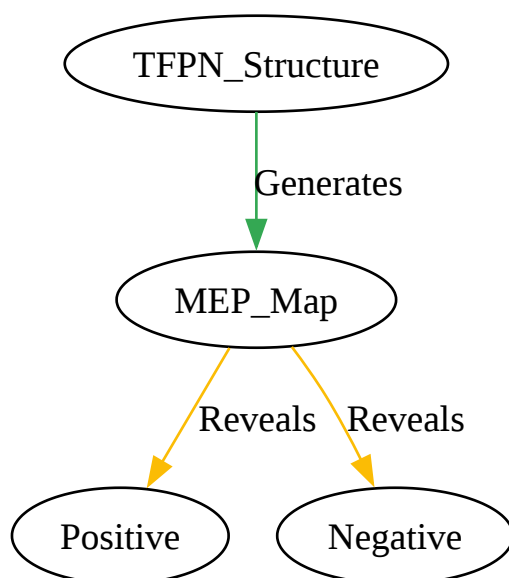 TFPN_Structure
Generates
MEP_Map
Reveals Reveals
Positive Negative